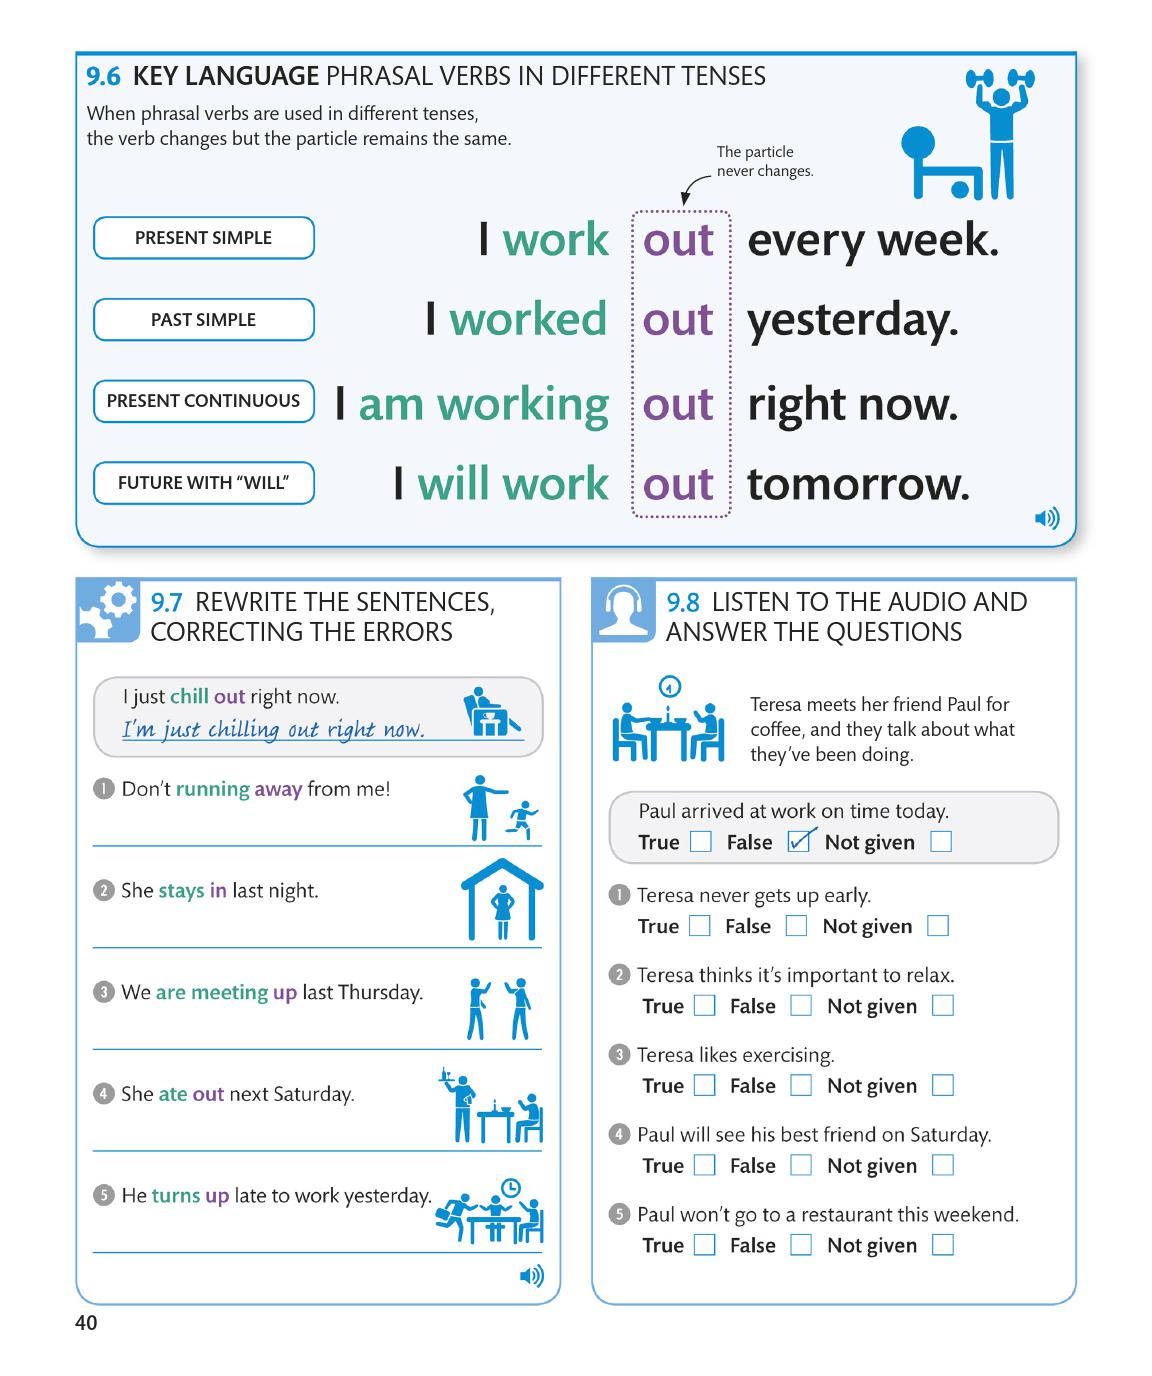 9.6 KEY LANGUAGE PHRASAL VERBS IN DIFFERENT TENSES
When phrasal verbs are used in different tenses,
the verb changes but the particle remains the same.
The particle
never changes.
PRESENT SIMPLE
I work out every week.
PAST SIMPLE
I worked out yesterday.
PRESENT CONTINUOUS
I am working out right now.
FUTURE WITH “WILL”
I will work out tomorrow.
9.7 REWRITE THE SENTENCES,
CORRECTING THE ERRORS
I just chill out right now.
I'm just chilling out right now.
1 Don't running away from me!
2 She stays in last night.
3 We are meeting up last Thursday.
4 She ate out next Saturday.
5 He turns up late to work yesterday.
9.8 LISTEN TO THE AUDIO AND
ANSWER THE QUESTIONS
Teresa meets her friend Paul for
coffee, and they talk about what
they've been doing.
Paul arrived at work on time today.
True False Not given
1 Teresa never gets up early.
True False Not given
2 Teresa thinks it's important to relax.
True False Not given
3 Teresa likes exercising.
True False Not given
4 Paul will see his best friend on Saturday.
True False Not given
5 Paul won't go to a restaurant this weekend.
True False Not given
40